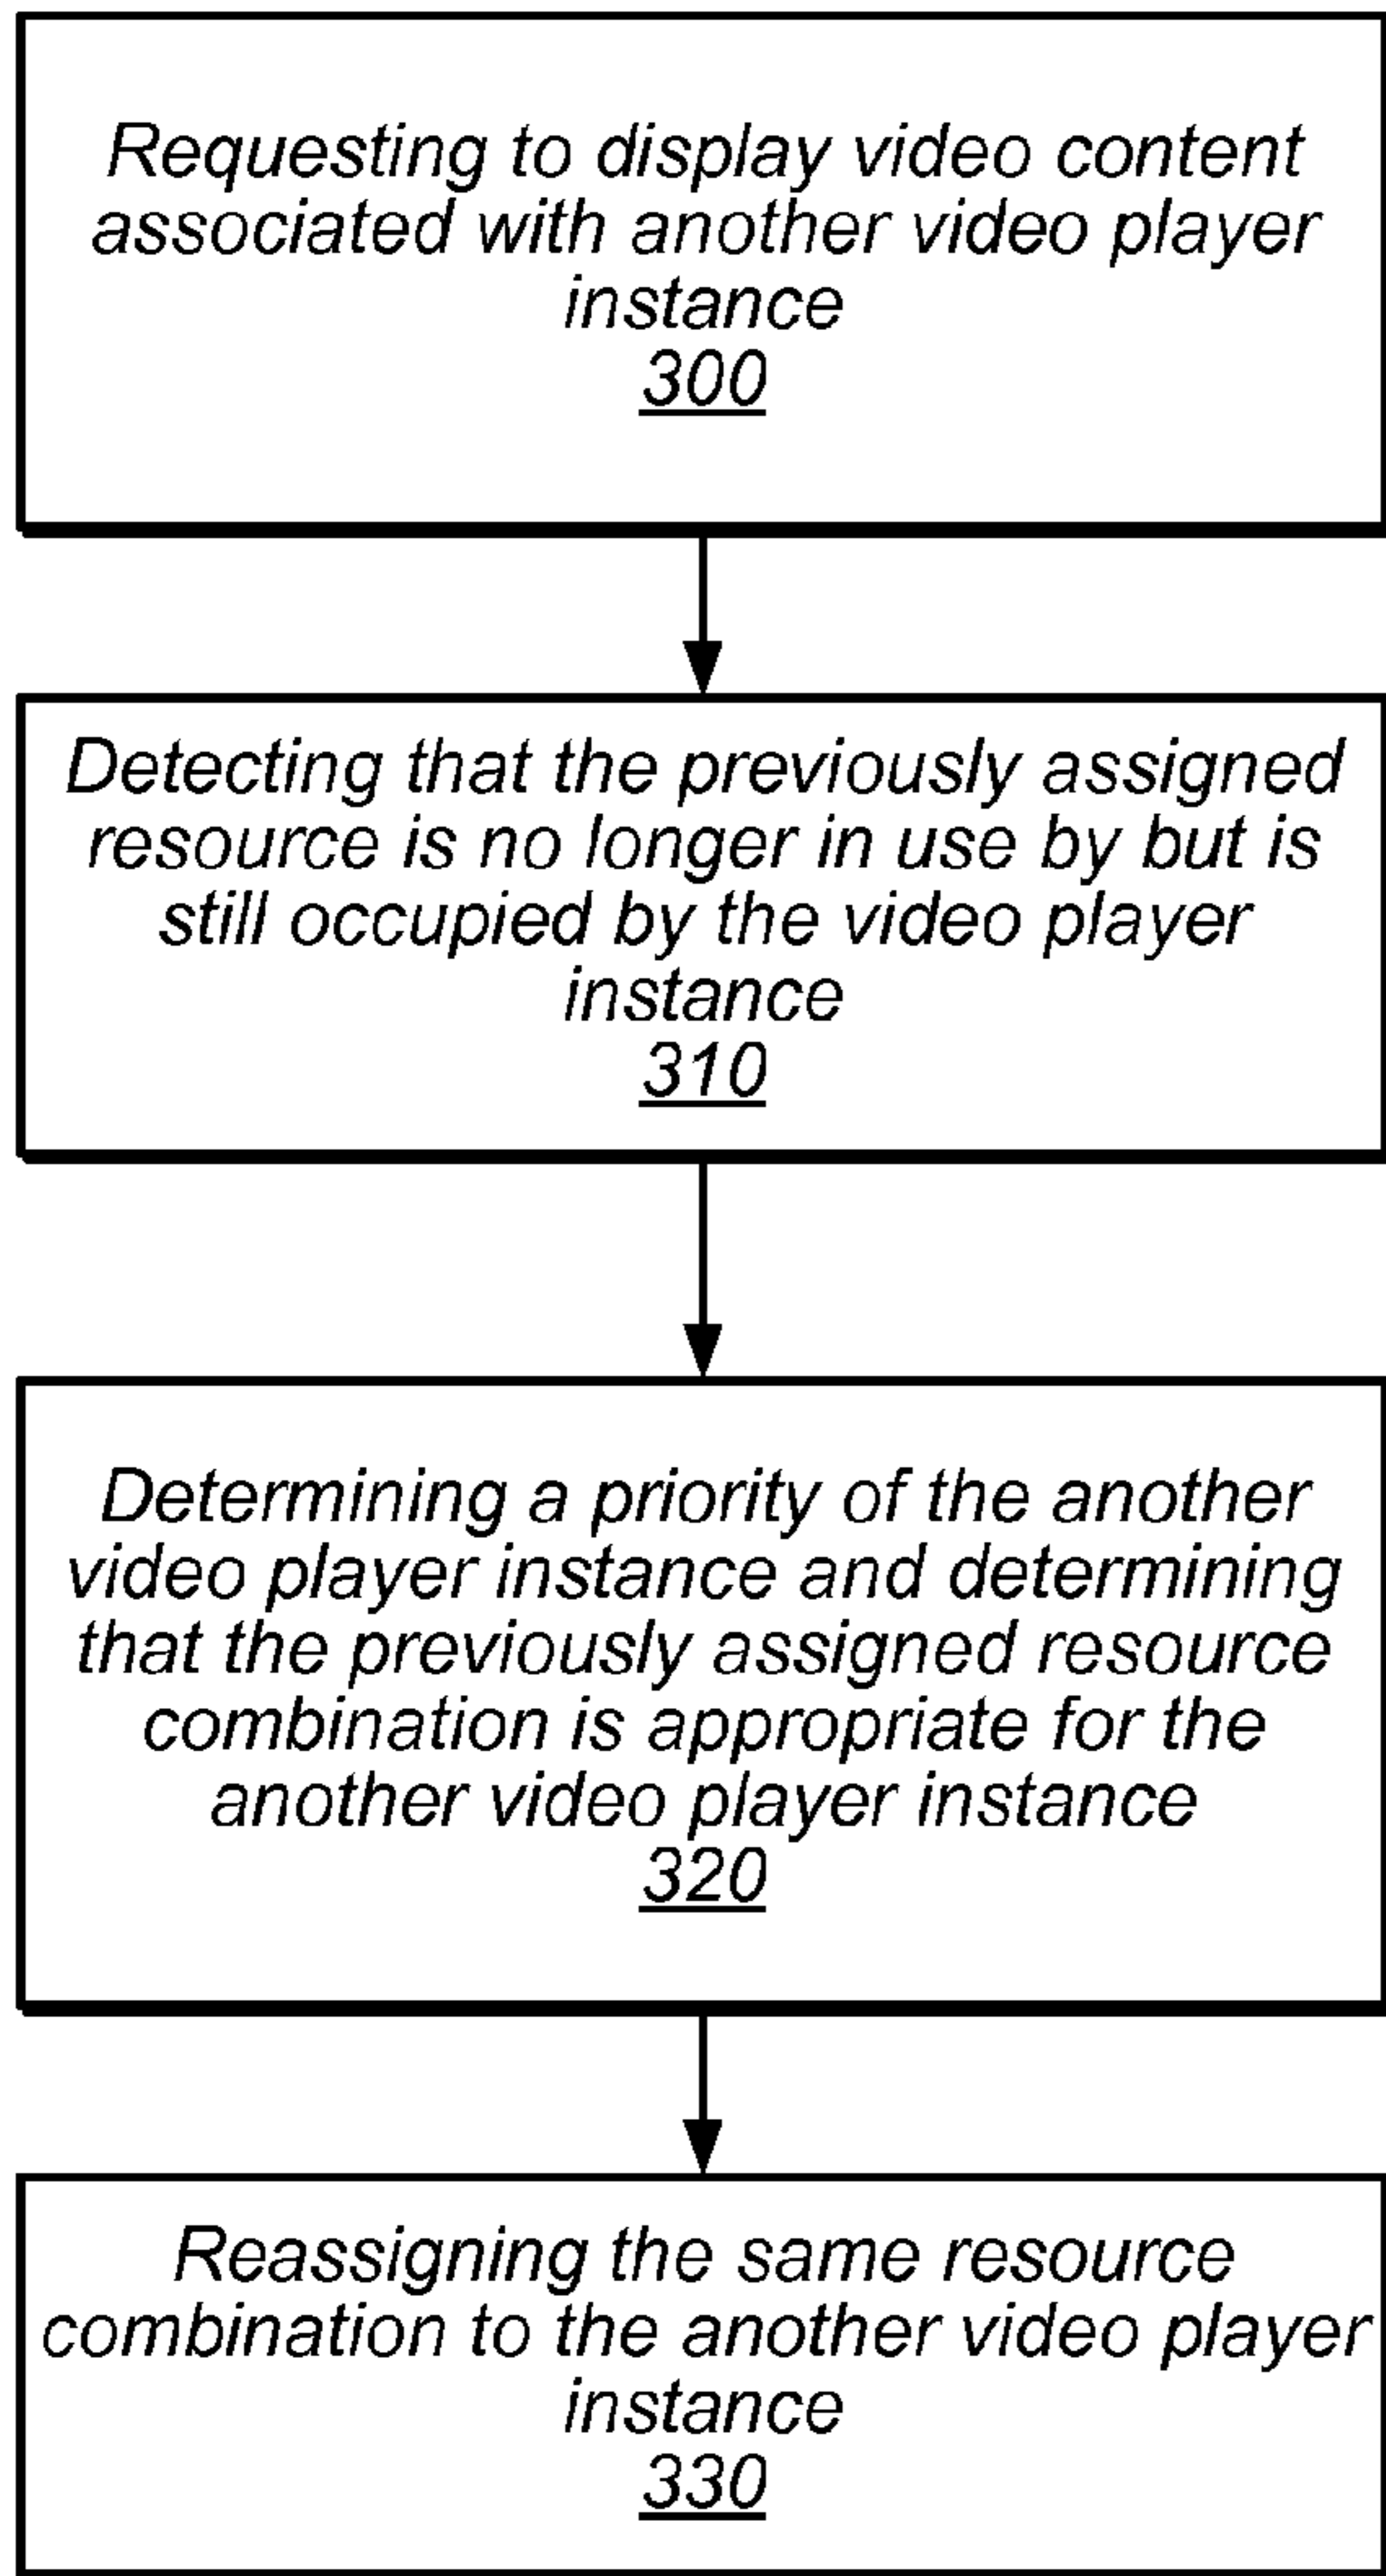 Requesting to display video content
associated with another video player
instance
300
Detecting that the previously assigned
resource is no longer in use by but is
still occupied by the video player
instance
310
Determining a priority of the another
video player instance and determining
that the previously assigned resource
combination is appropriate for the
another video player instance
320
Reassigning the same resource
combination to the another video player
instance
330